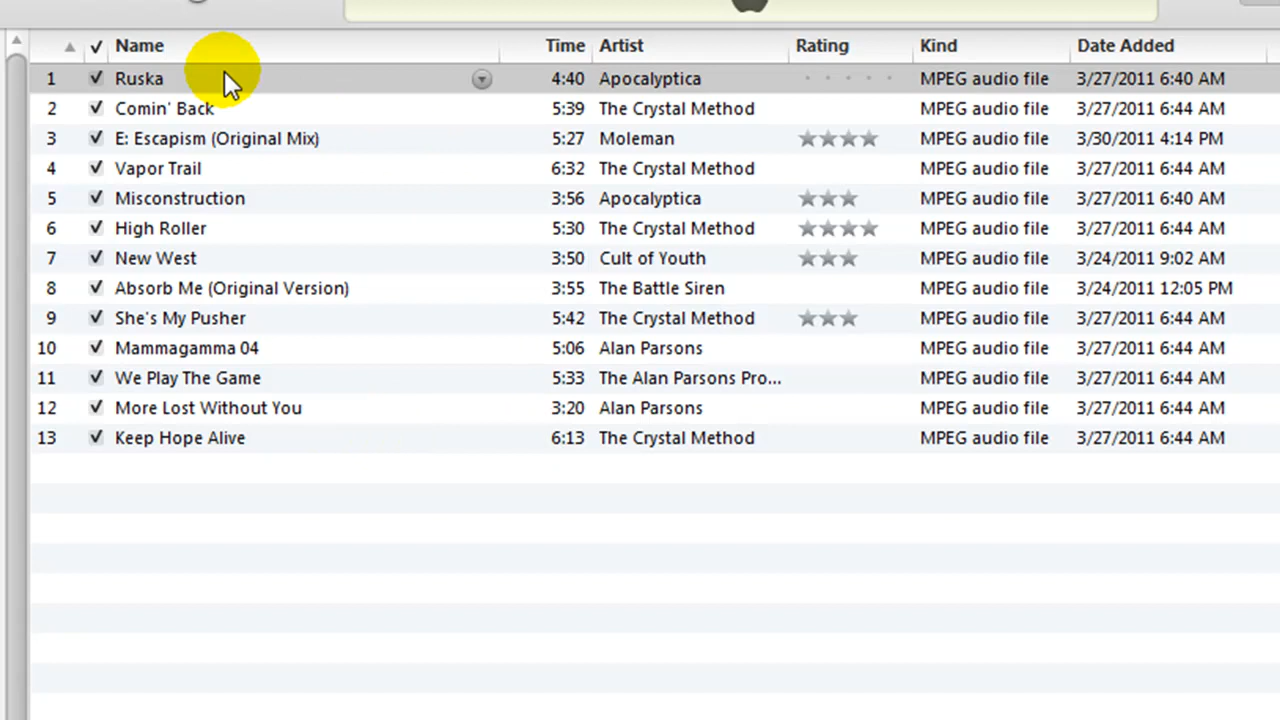 ✓ Name Time Artist Rating Kind Date Added
1 ✓ Ruska 4:40 Apocalyptica MPEG audio file 3/27/2011 6:40 AM
2 ✓ Comin' Back 5:39 The Crystal Method MPEG audio file 3/27/2011 6:44 AM
3 ✓ E: Escapism (Original Mix) 5:27 Moleman ★★★★ MPEG audio file 3/30/2011 4:14 PM
4 ✓ Vapor Trail 6:32 The Crystal Method MPEG audio file 3/27/2011 6:44 AM
5 ✓ Misconstruction 3:56 Apocalyptica ★★★ MPEG audio file 3/27/2011 6:40 AM
6 ✓ High Roller 5:30 The Crystal Method ★★★★ MPEG audio file 3/27/2011 6:44 AM
7 ✓ New West 3:50 Cult of Youth ★★★ MPEG audio file 3/24/2011 9:02 AM
8 ✓ Absorb Me (Original Version) 3:55 The Battle Siren MPEG audio file 3/24/2011 12:05 PM
9 ✓ She's My Pusher 5:42 The Crystal Method ★★★ MPEG audio file 3/27/2011 6:44 AM
10 ✓ Mammagamma 04 5:06 Alan Parsons MPEG audio file 3/27/2011 6:44 AM
11 ✓ We Play The Game 5:33 The Alan Parsons Pro... MPEG audio file 3/27/2011 6:44 AM
12 ✓ More Lost Without You 3:20 Alan Parsons MPEG audio file 3/27/2011 6:44 AM
13 ✓ Keep Hope Alive 6:13 The Crystal Method MPEG audio file 3/27/2011 6:44 AM